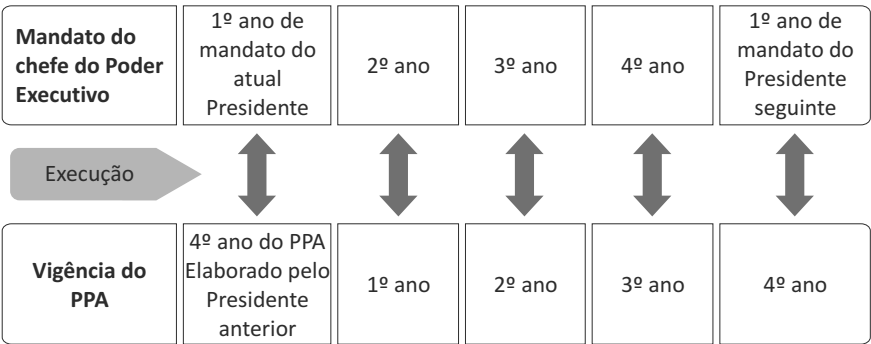 Mandato do
chefe do Poder
Executivo
1º ano de
mandato do
atual
Presidente
2º ano
3º ano
4º ano
1º ano de
mandato do
Presidente
seguinte
Execução
Vigência do
PPA
4º ano do PPA
Elaborado pelo
Presidente
anterior
1º ano
2º ano
3º ano
4º ano